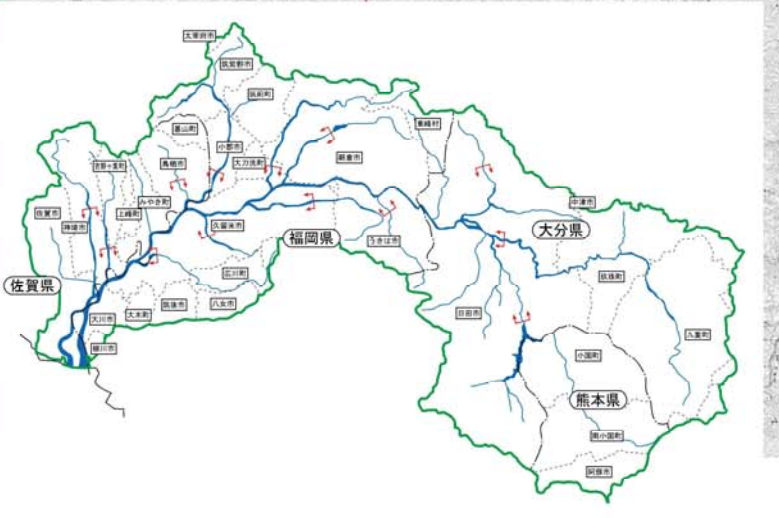 太宰府市
筑紫野市
筑前町
基山町
東峰村
小郡市
朝倉市
鳥栖市
大刀洗町
吉野ヶ里町
みやき町
中津市
佐賀市
上峰町
神埼市
久留米市
大分県
福岡県
うきは市
広川町
玖珠町
佐賀県
八女市
筑後市
大木町
日田市
大川市
九重町
柳川市
小国町
熊本県
南小国町
阿蘇市